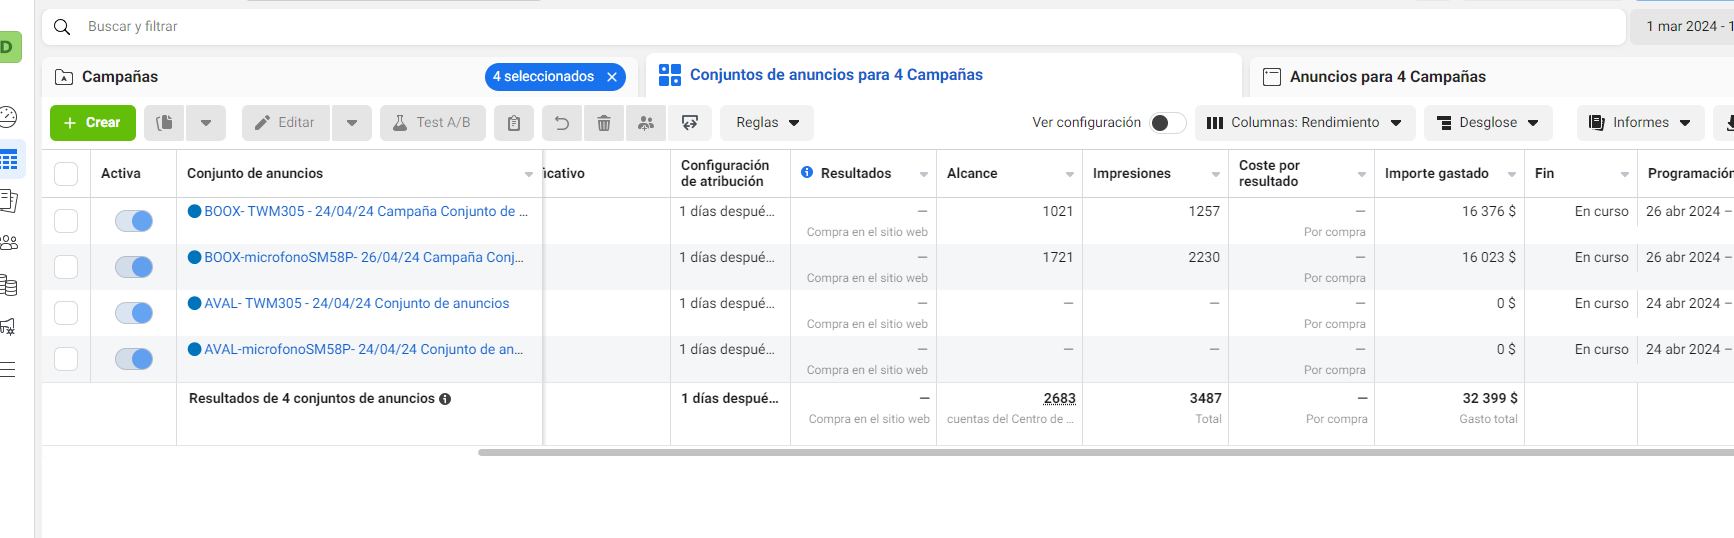 Buscar y filtrar
1 mar 2024 - 1
D
Campañas
4 seleccionados
Conjuntos de anuncios para 4 Campañas
Anuncios para 4 Campañas
+ Crear
Editar
Test A/B
Reglas
Ver configuración
Columnas: Rendimiento
Desglose
Informes
Activa Conjunto de anuncios icativo Configuración de atribución Resultados Alcance Impresiones Coste por resultado Importe gastado Fin Programación
BOOX- TWM305 - 24/04/24 Campaña Conjunto de ... 1 días despué... — 1021 1257 — 16 376 $ En curso 26 abr 2024 –
Compra en el sitio web Por compra
BOOX-microfonoSM58P- 26/04/24 Campaña Conj... 1 días despué... — 1721 2230 — 16 023 $ En curso 26 abr 2024 –
Compra en el sitio web Por compra
AVAL- TWM305 - 24/04/24 Conjunto de anuncios 1 días despué... — — — — 0 $ En curso 24 abr 2024 –
Compra en el sitio web Por compra
AVAL-microfonoSM58P- 24/04/24 Conjunto de an... 1 días despué... — — — — 0 $ En curso 24 abr 2024 –
Compra en el sitio web Por compra
Resultados de 4 conjuntos de anuncios 1 días despué... — 2683 3487 — 32 399 $
Compra en el sitio web cuentas del Centro de ... Total Por compra Gasto total